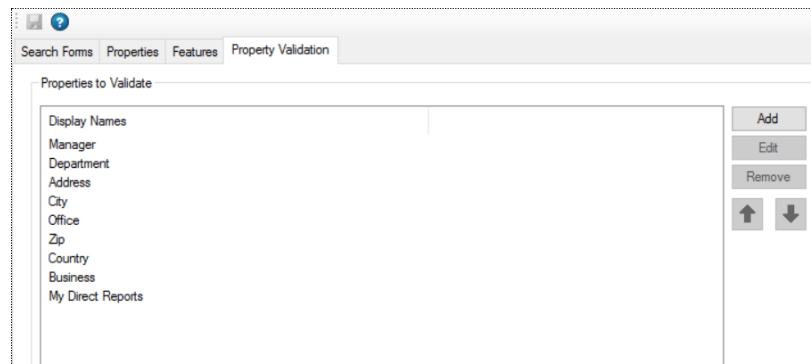 Search Forms Properties Features Property Validation
Properties to Validate
Display Names
Manager
Department
Address
City
Office
Zip
Country
Business
My Direct Reports
Add
Edit
Remove